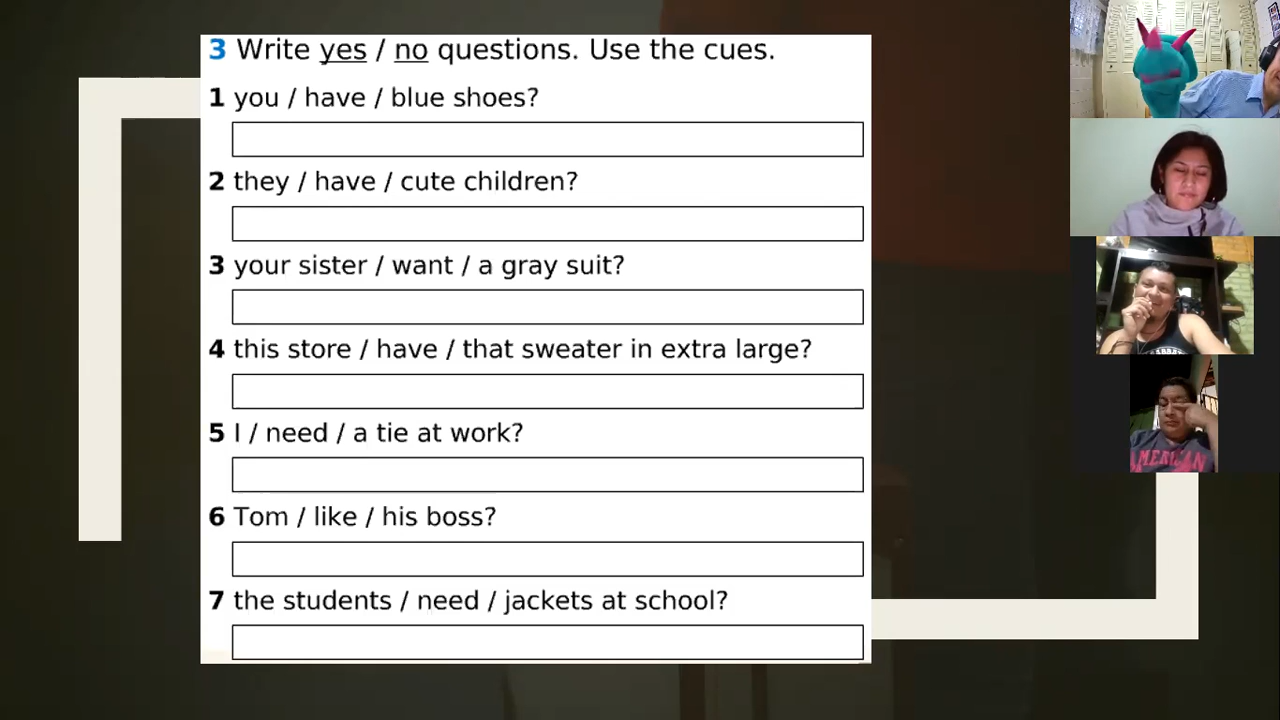 3 Write yes / no questions. Use the cues.
1 you / have / blue shoes?
2 they / have / cute children?
3 your sister / want / a gray suit?
4 this store / have / that sweater in extra large?
5 I / need / a tie at work?
6 Tom / like / his boss?
7 the students / need / jackets at school?
AMERICAN